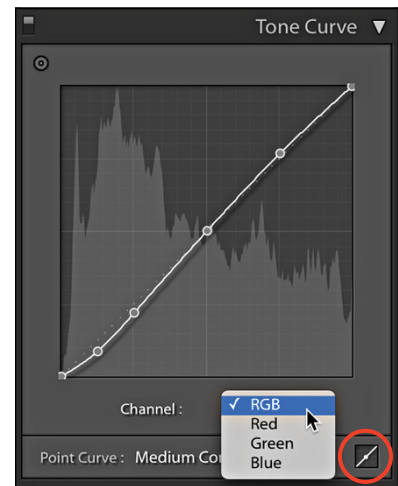 Tone Curve
Channel :
✓ RGB
Red
Green
Blue
Point Curve : Medium Co